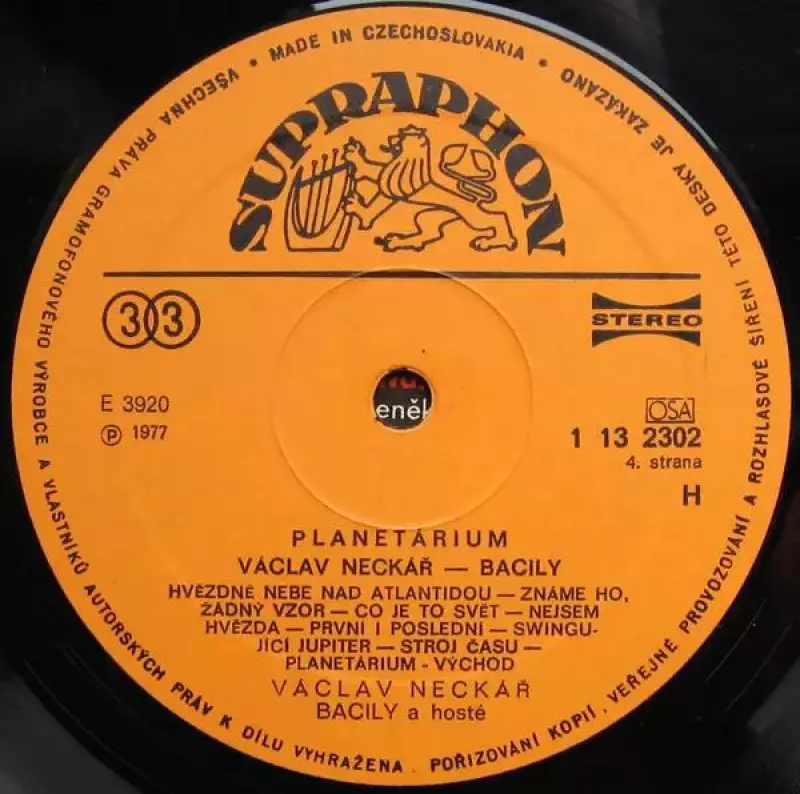 VŠECHNA PRÁVA GRAMOFONOVÉHO VÝROBCE A VLASTNÍKŮ AUTORSKÝCH PRÁV K DÍLU VYHRAŽENA. POŘIZOVÁNÍ KOPIÍ, VEŘEJNÉ PROVOZOVÁNÍ A ROZHLASOVÉ ŠÍŘENÍ TÉTO DESKY JE ZAKÁZÁNO • MADE IN CZECHOSLOVAKIA •
SUPRAPHON
33
STEREO
E 3920
℗ 1977
OSA
1 13 2302
4. strana
H
eněk
PLANETÁRIUM
VÁCLAV NECKÁŘ — BACILY
HVĚZDNÉ NEBE NAD ATLANTIDOU — ZNÁME HO,
ŽÁDNÝ VZOR — CO JE TO SVĚT — NEJSEM
HVĚZDA — PRVNÍ I POSLEDNÍ — SWINGU-
JÍCÍ JUPITER — STROJ ČASU —
PLANETÁRIUM - VÝCHOD
VÁCLAV NECKÁŘ
BACILY a hosté